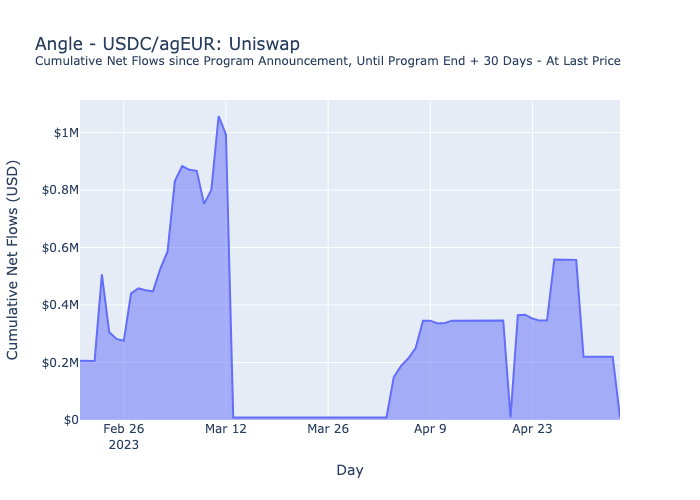 Angle - USDC/agEUR: Uniswap
Cumulative Net Flows since Program Announcement, Until Program End + 30 Days - At Last Price
Cumulative Net Flows (USD)
$1M
$0.8M
$0.6M
$0.4M
$0.2M
$0
Feb 26
2023
Mar 12
Mar 26
Apr 9
Apr 23
Day